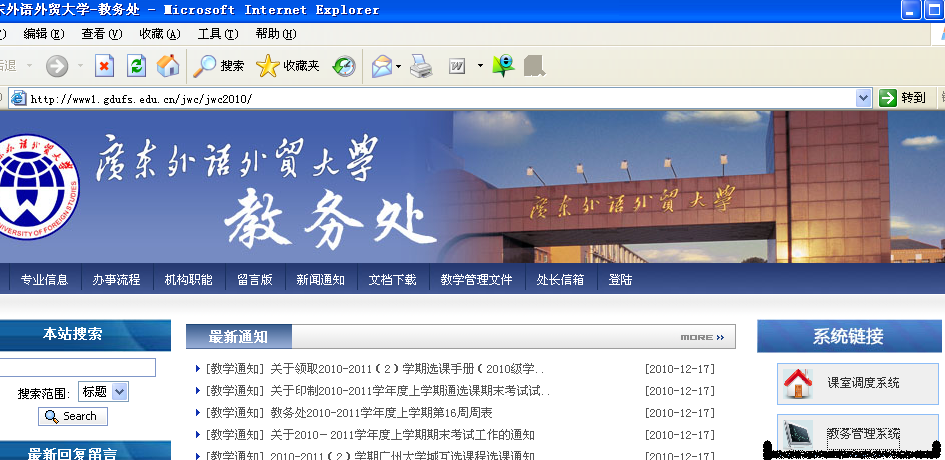 东外语外贸大学-教务处 - Microsoft Internet Explorer
编辑(E) 查看(V) 收藏(A) 工具(T) 帮助(H)
后退 搜索 收藏夹
http://www1.gdufs.edu.cn/jwc/jwc2010/ 转到
廣东外语外貿大學
教务处
廣东外语外貿大學
UNIVERSITY OF FOREIGN STUDIES
专业信息 办事流程 机构职能 留言版 新闻通知 文档下载 教学管理文件 处长信箱 登陆
本站搜索
搜索范围: 标题
Search
最新回复留言
最新通知 MORE
[教学通知] 关于领取2010-2011（2）学期选课手册（2010级学.. [2010-12-17]
[教学通知] 关于印制2010-2011学年度上学期通选课期末考试试.. [2010-12-17]
[教学通知] 教务处2010-2011学年度上学期第16周周表 [2010-12-17]
[教学通知] 关于2010－2011学年度上学期期末考试工作的通知 [2010-12-17]
[教学通知] 2010-2011（2）学期广州大学城互选课程选课通知 [2010-12-17]
系统链接
课室调度系统
教务管理系统